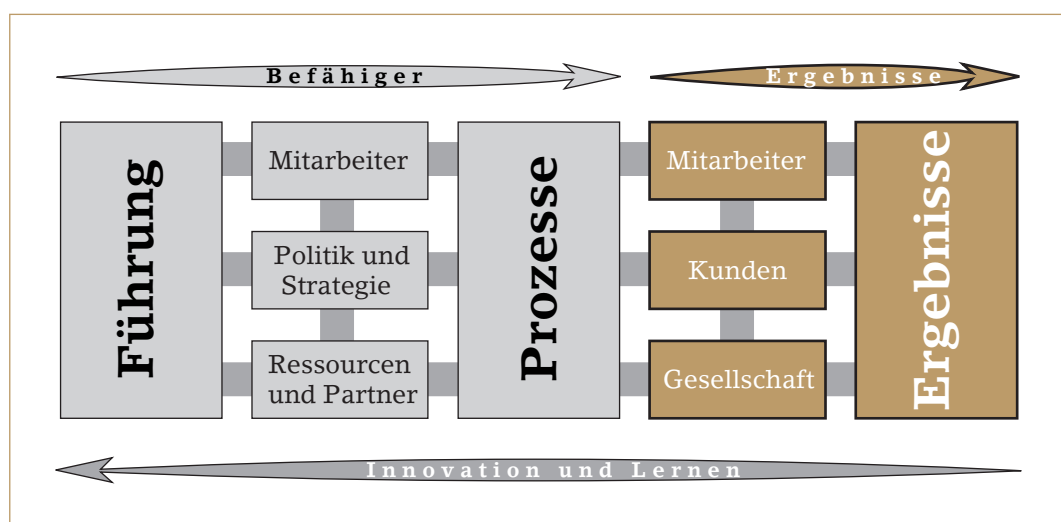 Befähiger
Ergebnisse
Führung
Mitarbeiter
Politik und
Strategie
Ressourcen
und Partner
Prozesse
Mitarbeiter
Kunden
Gesellschaft
Ergebnisse
Innovation und Lernen